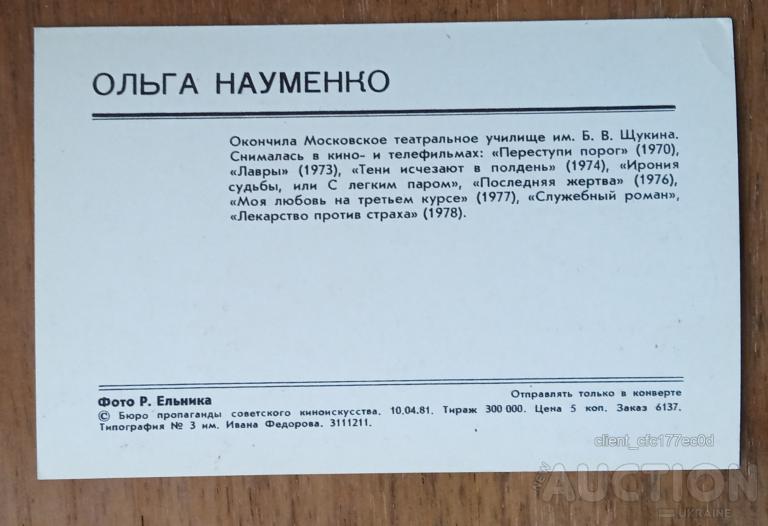 ОЛЬГА НАУМЕНКО
Окончила Московское театральное училище им. Б. В. Щукина.
Снималась в кино- и телефильмах: «Переступи порог» (1970),
«Лавры» (1973), «Тени исчезают в полдень» (1974), «Ирония
судьбы, или С легким паром», «Последняя жертва» (1976),
«Моя любовь на третьем курсе» (1977), «Служебный роман»,
«Лекарство против страха» (1978).
Отправлять только в конверте
Фото Р. Ельника
© Бюро пропаганды советского киноискусства. 10.04.81. Тираж 300 000. Цена 5 коп. Заказ 6137.
Типография № 3 им. Ивана Федорова. 3111211.
client_cfc177ec0d
NEW
AUCTION
UKRAINE